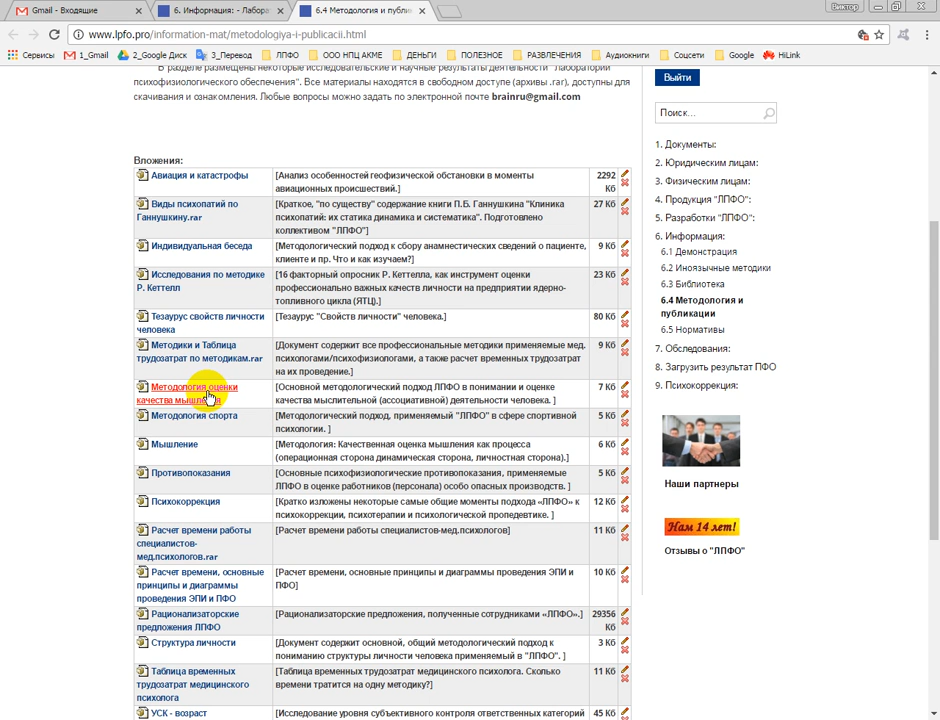 Gmail - Входящие
6. Информация: - Лабора
6.4 Методология и публи
Виктор
www.lpfo.pro/information-mat/metodologiya-i-publikacii.html
Сервисы
1_Gmail
2_Google Диск
3_Перевод
ЛПФО
ООО НПЦ АКМЕ
ДЕНЬГИ
ПОЛЕЗНОЕ
РАЗВЛЕЧЕНИЯ
Аудиокниги
Соцсети
Google
HiLink
В разделе размещены некоторые исследовательские и научные результаты деятельности "Лаборатории
психофизиологического обеспечения". Все материалы находятся в свободном доступе (архивы .rar), доступны для
скачивания и ознакомления. Любые вопросы можно задать по электронной почте brainru@gmail.com
Вложения:
Авиация и катастрофы
[Анализ особенностей геофизической обстановки в моменты
авиационных происшествий.]
2292
Кб
Виды психопатий по
Ганнушкину.rar
[Краткое, "по существу" содержание книги П.Б. Ганнушкина "Клиника
психопатий: их статика динамика и систематика". Подготовлено
коллективом "ЛПФО"]
27 Кб
Индивидуальная беседа
[Методологический подход к сбору анамнестических сведений о пациенте,
клиенте и пр. Что и как изучаем?]
9 Кб
Исследования по методике
Р. Кеттелл
[16 факторный опросник Р. Кеттелла, как инструмент оценки
профессионально важных качеств личности на предприятии ядерно-
топливного цикла (ЯТЦ).]
23 Кб
Тезаурус свойств личности
человека
[Тезаурус "Свойств личности" человека.]
80 Кб
Методики и Таблица
трудозатрат по методикам.rar
[Документ содержит все профессиональные методики применяемые мед.
психологами/психофизиологами, а также расчет временных трудозатрат
на их проведение.]
9 Кб
Методология оценки
качества мышления
[Основной методологический подход ЛПФО в понимании и оценке
качества мыслительной (ассоциативной) деятельности человека. ]
7 Кб
Методология спорта
[Методологический подход, применяемый "ЛПФО" в сфере спортивной
психологии. ]
5 Кб
Мышление
[Методология: Качественная оценка мышления как процесса
(операционная сторона динамическая сторона, личностная сторона).]
6 Кб
Противопоказания
[Основные психофизиологические противопоказания, применяемые
ЛПФО в оценке работников (персонала) особо опасных производств. ]
5 Кб
Психокоррекция
[Кратко изложены некоторые самые общие моменты подхода «ЛПФО» к
психокоррекции, психотерапии и психологической пропедевтике. ]
12 Кб
Расчет времени работы
специалистов-
мед.психологов.rar
[Расчет времени работы специалистов-мед.психологов]
11 Кб
Расчет времени, основные
принципы и диаграммы
проведения ЭПИ и ПФО
[Расчет времени, основные принципы и диаграммы проведения ЭПИ и
ПФО]
10 Кб
Рационализаторские
предложения ЛПФО
[Рационализаторские предложения, полученные сотрудниками «ЛПФО».]
29356
Кб
Структура личности
[Документ содержит основной, общий методологический подход к
пониманию структуры личности человека применяемый в "ЛПФО". ]
3 Кб
Таблица временных
трудозатрат медицинского
психолога
[Таблица временных трудозатрат медицинского психолога. Сколько
времени тратится на одну методику?]
11 Кб
УСК - возраст
[Исследование уровня субъективного контроля ответственных категорий
45 Кб
Выйти
Поиск...
1. Документы:
2. Юридическим лицам:
3. Физическим лицам:
4. Продукция "ЛПФО":
5. Разработки "ЛПФО":
6. Информация:
6.1 Демонстрация
6.2 Иноязычные методики
6.3 Библиотека
6.4 Методология и
публикации
6.5 Нормативы
7. Обследования:
8. Загрузить результат ПФО
9. Психокоррекция:
Наши партнеры
Нам 14 лет!
Отзывы о "ЛПФО"